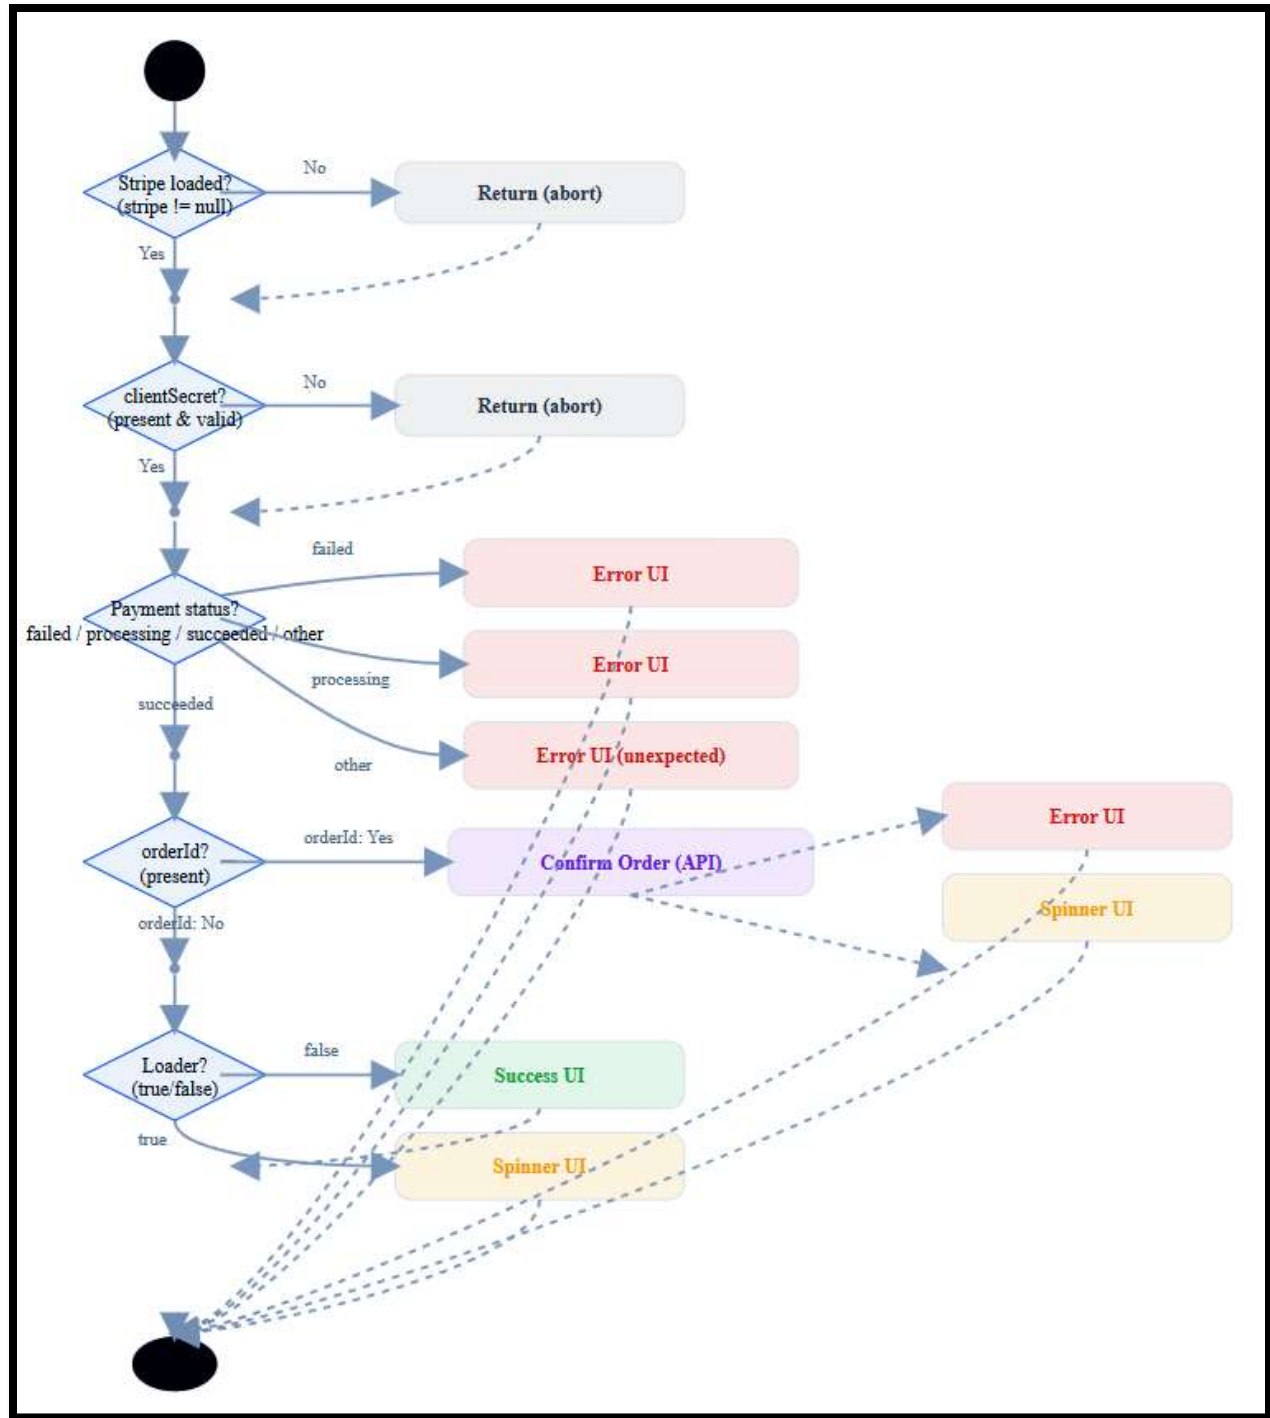 Stripe loaded?
(stripe != null)
No
Return (abort)
Yes
clientSecret?
(present & valid)
No
Return (abort)
Yes
Payment status?
failed / processing / succeeded / other
failed
Error UI
processing
Error UI
other
Error UI (unexpected)
succeeded
orderId?
(present)
orderId: Yes
Confirm Order (API)
Error UI
Spinner UI
orderId: No
Loader?
(true/false)
false
Success UI
true
Spinner UI